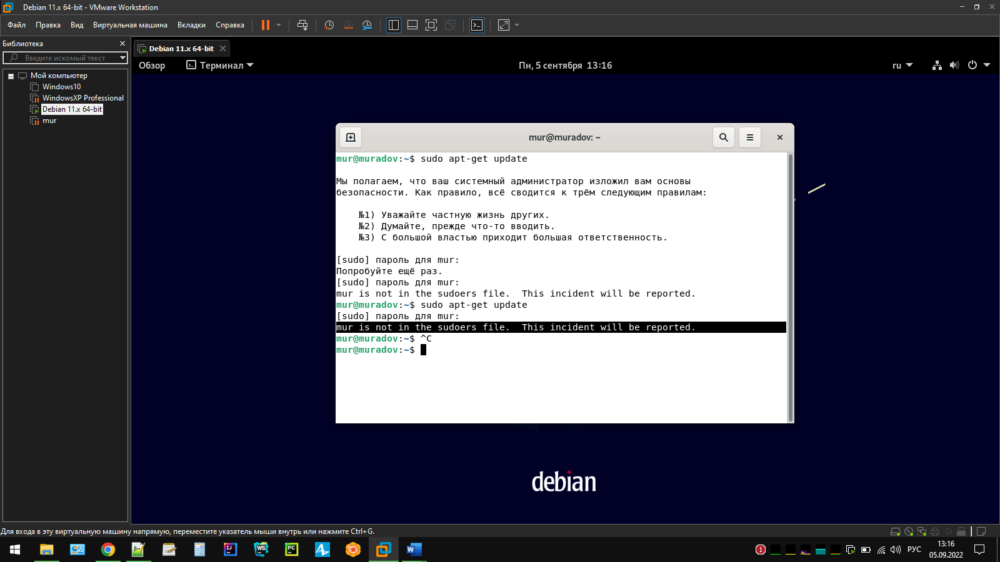 Debian 11.x 64-bit - VMware Workstation
Файл Правка Вид Виртуальная машина Вкладки Справка
Библиотека
Введите искомый текст
Мой компьютер
Windows10
WindowsXP Professional
Debian 11.x 64-bit
mur
Debian 11.x 64-bit
Обзор Терминал Пн, 5 сентября 13:16 ru
mur@muradov: ~
mur@muradov:~$ sudo apt-get update
Мы полагаем, что ваш системный администратор изложил вам основы
безопасности. Как правило, всё сводится к трём следующим правилам:
№1) Уважайте частную жизнь других.
№2) Думайте, прежде что-то вводить.
№3) С большой властью приходит большая ответственность.
[sudo] пароль для mur:
Попробуйте ещё раз.
[sudo] пароль для mur:
mur is not in the sudoers file.  This incident will be reported.
mur@muradov:~$ sudo apt-get update
[sudo] пароль для mur:
mur is not in the sudoers file.  This incident will be reported.
mur@muradov:~$ ^C
mur@muradov:~$
debian
Для входа в эту виртуальную машину напрямую, переместите указатель мыши внутрь или нажмите Ctrl+G.
IJ
WS
PC
W
1
РУС
13:16
05.09.2022